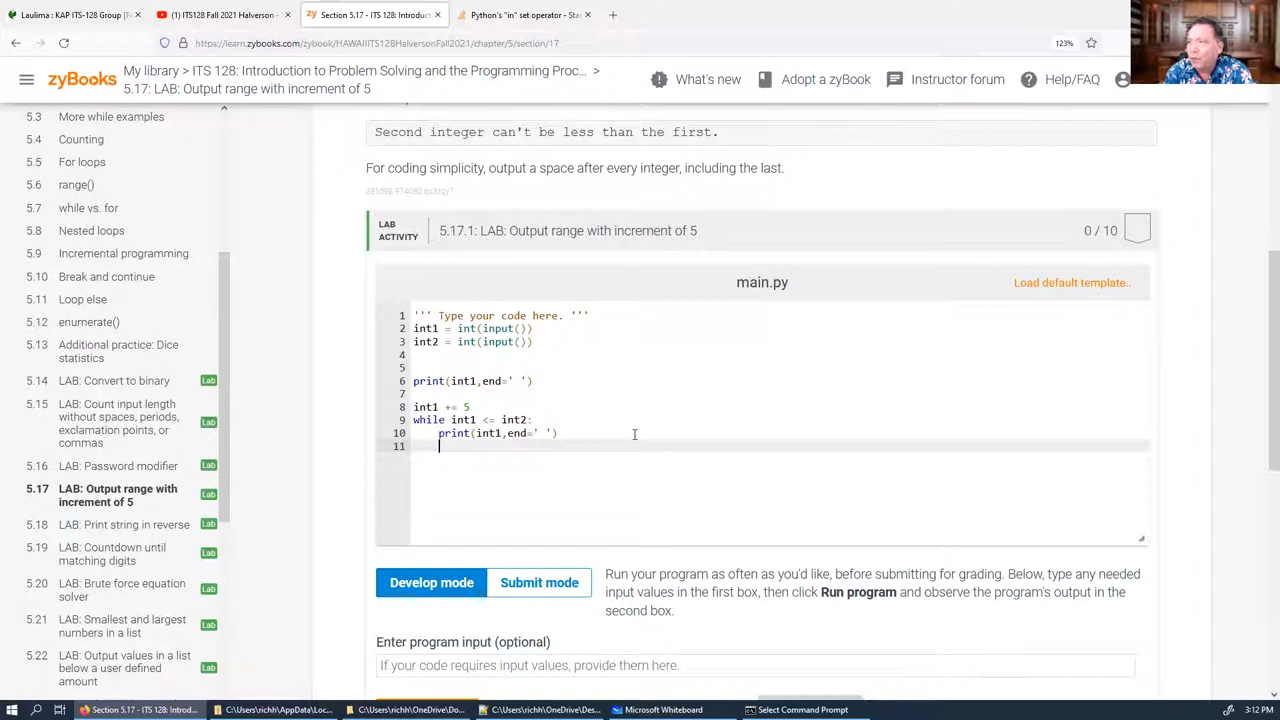 Laulima : KAP ITS-128 Group [F
(1) ITS128 Fall 2021 Halverson -
zy Section 5.17 - ITS 128: Introduct
Python's "in" set operator - Sta
https://learn.zybooks.com/zybook/HAWAIIITS128HalversonFall2021/chapter/5/section/17
123%
zyBooks
My library > ITS 128: Introduction to Problem Solving and the Programming Proc... >
5.17: LAB: Output range with increment of 5
What's new
Adopt a zyBook
Instructor forum
Help/FAQ
5.3 More while examples
5.4 Counting
5.5 For loops
5.6 range()
5.7 while vs. for
5.8 Nested loops
5.9 Incremental programming
5.10 Break and continue
5.11 Loop else
5.12 enumerate()
5.13 Additional practice: Dice
statistics
5.14 LAB: Convert to binary Lab
5.15 LAB: Count input length
without spaces, periods,
exclamation points, or Lab
commas
5.16 LAB: Password modifier Lab
5.17 LAB: Output range with
increment of 5 Lab
5.18 LAB: Print string in reverse Lab
5.19 LAB: Countdown until
matching digits Lab
5.20 LAB: Brute force equation
solver Lab
5.21 LAB: Smallest and largest
numbers in a list Lab
5.22 LAB: Output values in a list
below a user defined Lab
amount
Second integer can't be less than the first.
For coding simplicity, output a space after every integer, including the last.
LAB
ACTIVITY
5.17.1: LAB: Output range with increment of 5
0 / 10
main.py
Load default template..
1 ''' Type your code here. '''
2 int1 = int(input())
3 int2 = int(input())
4
5
6 print(int1,end=' ')
7
8 int1 += 5
9 while int1 <= int2:
10 print(int1,end=' ')
11
Develop mode
Submit mode
Run your program as often as you'd like, before submitting for grading. Below, type any needed
input values in the first box, then click Run program and observe the program's output in the
second box.
Enter program input (optional)
If your code requires input values, provide them here.
Section 5.17 - ITS 128: Introd...
C:\Users\richh\AppData\Loc...
C:\Users\richh\OneDrive\Do...
C:\Users\richh\OneDrive\Des...
Microsoft Whiteboard
Select Command Prompt
3:12 PM